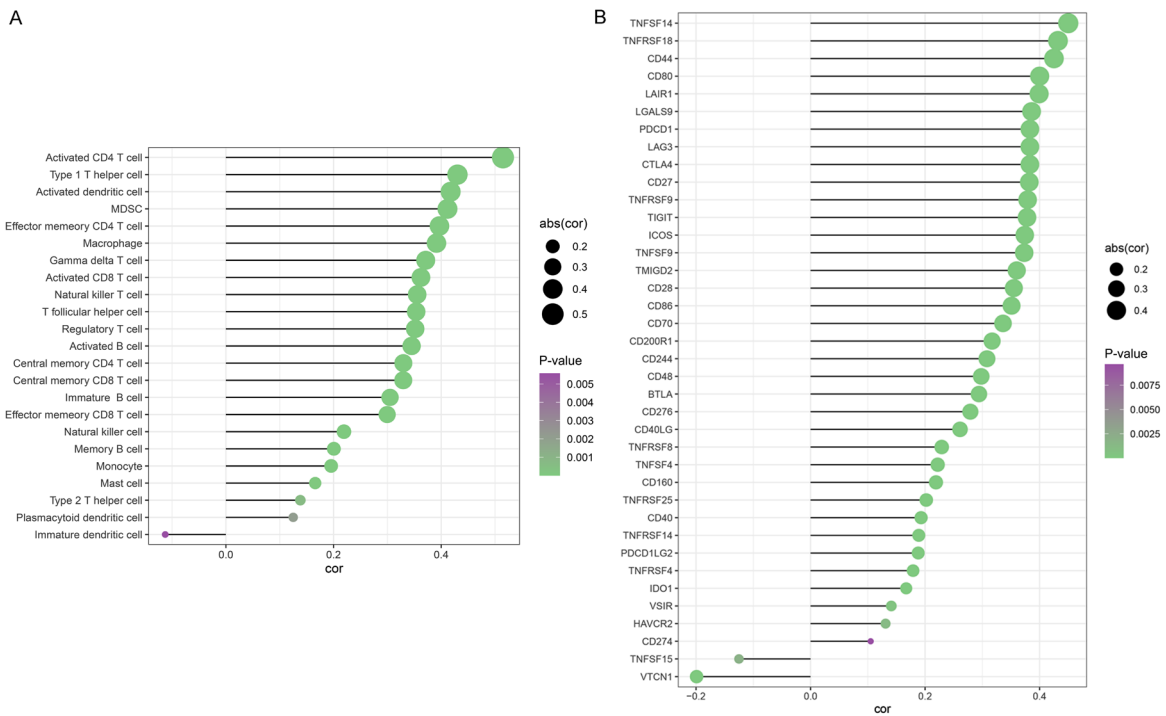 A
Activated CD4 T cell
Type 1 T helper cell
Activated dendritic cell
MDSC
Effector memeory CD4 T cell
Macrophage
Gamma delta T cell
Activated CD8 T cell
Natural killer T cell
T follicular helper cell
Regulatory T cell
Activated B cell
Central memory CD4 T cell
Central memory CD8 T cell
Immature  B cell
Effector memeory CD8 T cell
Natural killer cell
Memory B cell
Monocyte
Mast cell
Type 2 T helper cell
Plasmacytoid dendritic cell
Immature dendritic cell
0.0 0.2 0.4
cor
abs(cor)
0.2
0.3
0.4
0.5
P-value
0.005
0.004
0.003
0.002
0.001
B
TNFSF14
TNFRSF18
CD44
CD80
LAIR1
LGALS9
PDCD1
LAG3
CTLA4
CD27
TNFRSF9
TIGIT
ICOS
TNFSF9
TMIGD2
CD28
CD86
CD70
CD200R1
CD244
CD48
BTLA
CD276
CD40LG
TNFRSF8
TNFSF4
CD160
TNFRSF25
CD40
TNFRSF14
PDCD1LG2
TNFRSF4
IDO1
VSIR
HAVCR2
CD274
TNFSF15
VTCN1
−0.2 0.0 0.2 0.4
cor
abs(cor)
0.2
0.3
0.4
P-value
0.0075
0.0050
0.0025